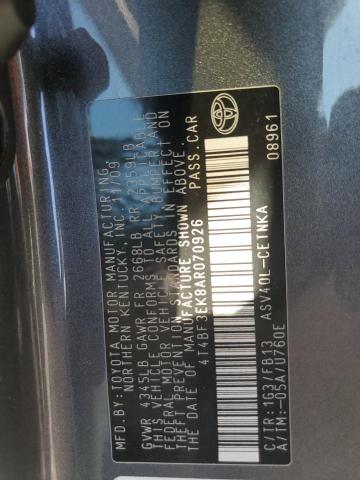 MFD BY: TOYOTA MOTOR MANUFACTURING,
NORTHERN KENTUCKY, INC. 11/09
GVWR 4345LB GAWR FR 2668LB RR 2359LB
THIS VEHICLE CONFORMS TO ALL APPLICABLE
FEDERAL MOTOR VEHICLE SAFETY BUMPER, AND
THEFT PREVENTION STANDARDS IN EFFECT ON
THE DATE OF MANUFACTURE SHOWN ABOVE.
4T4BF3EK8AR070926 PASS.CAR
C/TR: 1G3/FB13
ASV40L-CETNKA
A/TM: -03A/U760E
08961